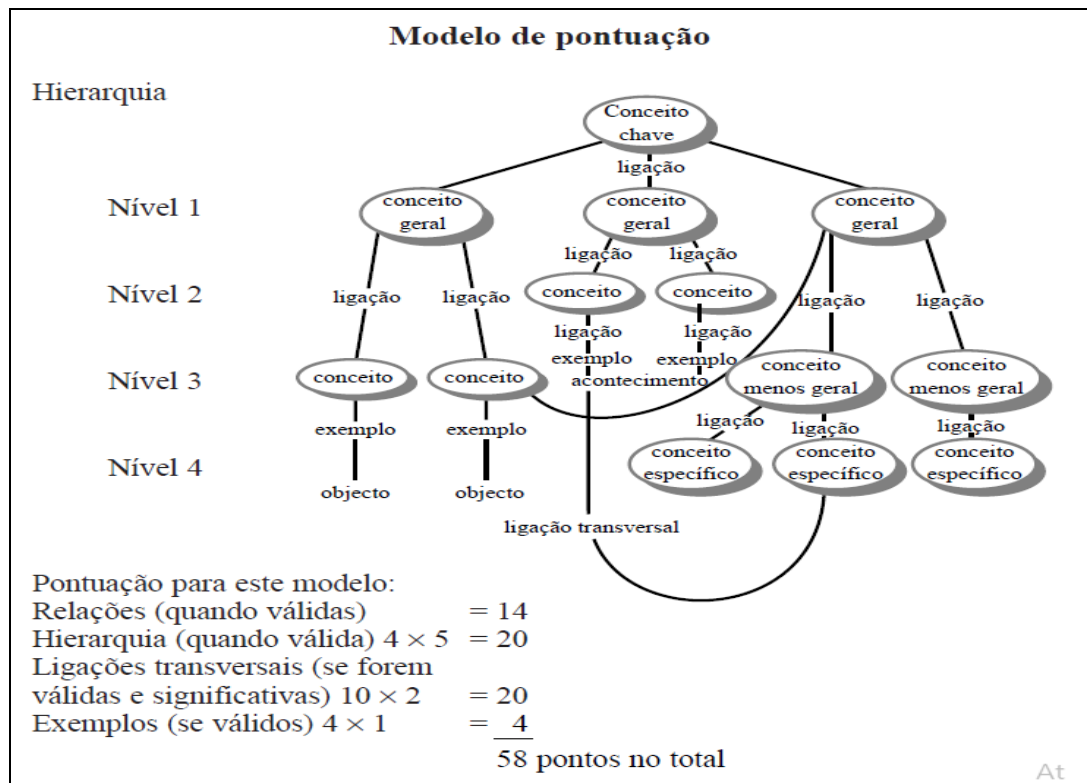 Modelo de pontuação
Hierarquia
Conceito
chave
ligação
Nível 1
conceito
geral
conceito
geral
conceito
geral
ligação
ligação
Nível 2
ligação
ligação
conceito
conceito
ligação
ligação
ligação
ligação
exemplo
exemplo
Nível 3
conceito
conceito
acontecimento
conceito
menos geral
conceito
menos geral
exemplo
exemplo
ligação
ligação
ligação
Nível 4
objecto
objecto
conceito
específico
conceito
específico
conceito
específico
ligação transversal
Pontuação para este modelo:
Relações (quando válidas) = 14
Hierarquia (quando válida) 4 × 5 = 20
Ligações transversais (se forem
válidas e significativas) 10 × 2 = 20
Exemplos (se válidos) 4 × 1 = 4
58 pontos no total
At